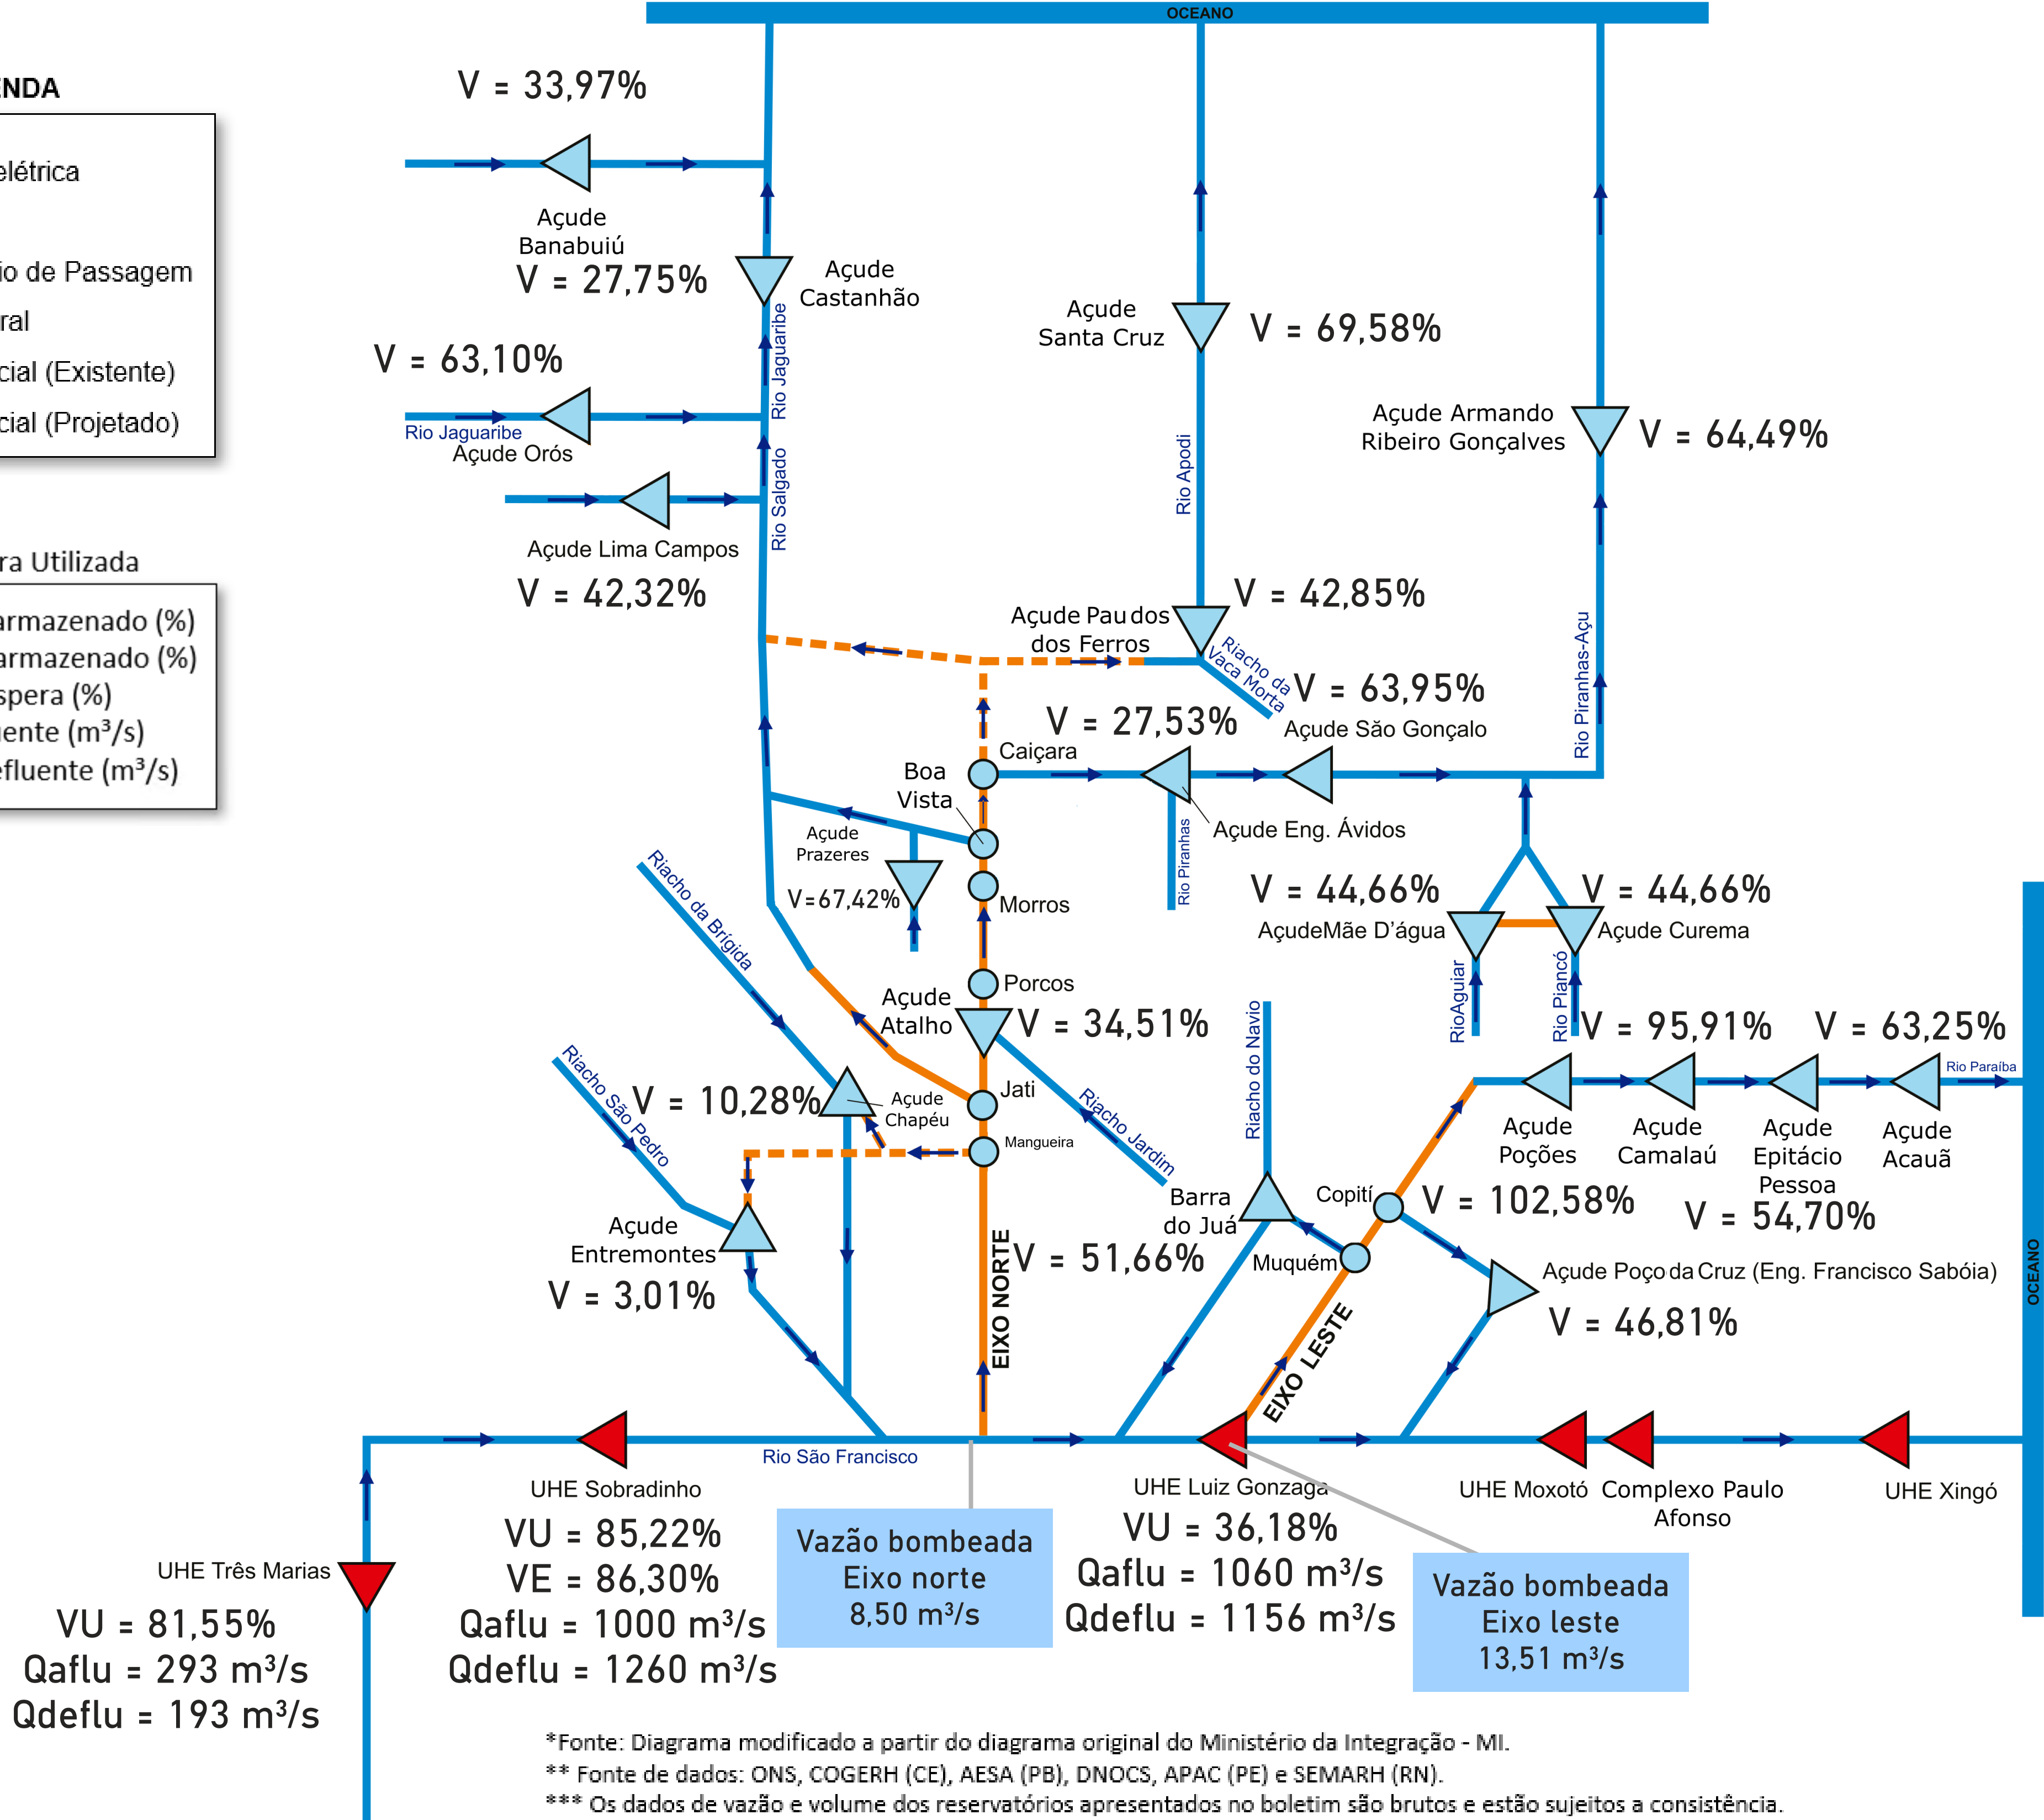 OCEANO
V = 33,97%
ENDA
elétrica
io de Passagem
ral
cial (Existente)
cial (Projetado)
Açude
Banabuiú
V = 27,75%
Açude
Castanhão
Rio Jaguaribe
Açude
Santa Cruz
V = 69,58%
V = 63,10%
Rio Jaguaribe
Açude Orós
Açude Armando
Ribeiro Gonçalves
V = 64,49%
Rio Salgado
Rio Apodi
Açude Lima Campos
V = 42,32%
ra Utilizada
armazenado (%)
armazenado (%)
spera (%)
uente (m³/s)
efluente (m³/s)
Açude Pau dos
dos Ferros
V = 42,85%
Riacho da
Vaca Morta
V = 63,95%
Açude São Gonçalo
V = 27,53%
Rio Piranhas-Açu
Caiçara
Boa
Vista
Açude Eng. Ávidos
Rio Piranhas
Açude
Prazeres
V=67,42%
Morros
Riacho da Brígida
V = 44,66%
AçudeMãe D'água
V = 44,66%
Açude Curema
RioAguiar
Rio Piancó
Porcos
Açude
Atalho
V = 34,51%
Riacho do Navio
V = 95,91%
V = 63,25%
Rio Paraíba
Riacho São Pedro
V = 10,28%
Açude
Chapéu
Jati
Mangueira
Riacho Jardim
Açude
Poções
Açude
Camalaú
Açude
Epitácio
Pessoa
Açude
Acauã
V = 102,58%
V = 54,70%
Barra
do Juá
Copití
Muquém
V = 51,66%
Açude
Entremontes
V = 3,01%
EIXO NORTE
EIXO LESTE
Açude Poço da Cruz (Eng. Francisco Sabóia)
V = 46,81%
OCEANO
Rio São Francisco
UHE Sobradinho
VU = 85,22%
VE = 86,30%
Qaflu = 1000 m³/s
Qdeflu = 1260 m³/s
Vazão bombeada
Eixo norte
8,50 m³/s
UHE Luiz Gonzaga
VU = 36,18%
Qaflu = 1060 m³/s
Qdeflu = 1156 m³/s
Vazão bombeada
Eixo leste
13,51 m³/s
UHE Moxotó
Complexo Paulo
Afonso
UHE Xingó
UHE Três Marias
VU = 81,55%
Qaflu = 293 m³/s
Qdeflu = 193 m³/s
*Fonte: Diagrama modificado a partir do diagrama original do Ministério da Integração - MI.
** Fonte de dados: ONS, COGERH (CE), AESA (PB), DNOCS, APAC (PE) e SEMARH (RN).
*** Os dados de vazão e volume dos reservatórios apresentados no boletim são brutos e estão sujeitos a consistência.